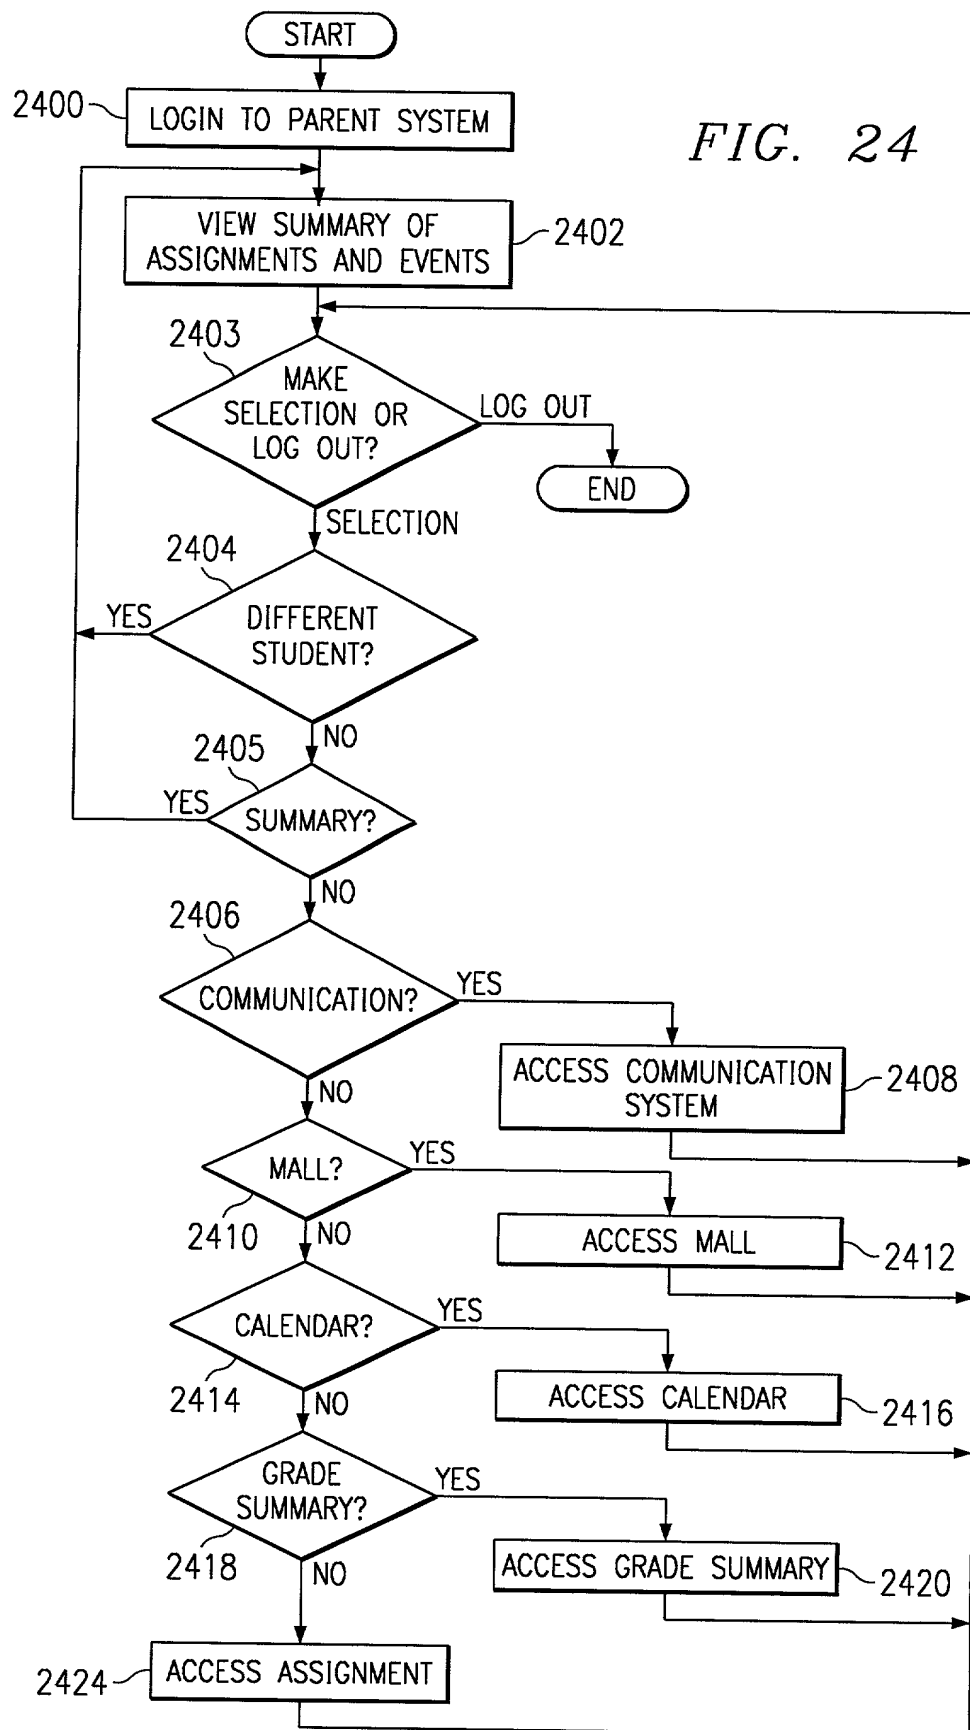 START
2400
LOGIN TO PARENT SYSTEM
FIG. 24
VIEW SUMMARY OF
ASSIGNMENTS AND EVENTS
2402
2403
MAKE
SELECTION OR
LOG OUT?
LOG OUT
END
SELECTION
2404
YES
DIFFERENT
STUDENT?
NO
2405
YES
SUMMARY?
NO
2406
COMMUNICATION?
YES
ACCESS COMMUNICATION
SYSTEM
2408
NO
MALL?
YES
2410
NO
ACCESS MALL
2412
CALENDAR?
YES
2414
NO
ACCESS CALENDAR
2416
GRADE
SUMMARY?
YES
2418
NO
ACCESS GRADE SUMMARY
2420
ACCESS ASSIGNMENT
2424